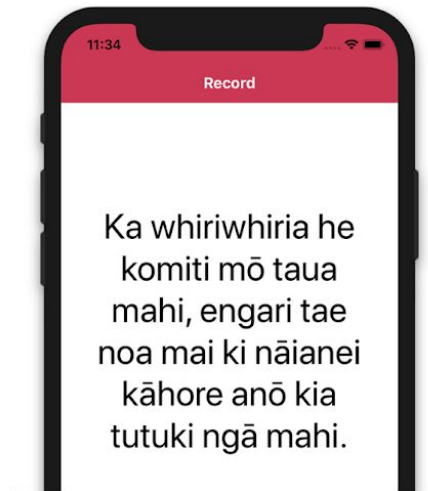 11:34
Record
Ka whiriwhiria he
komiti mō taua
mahi, engari tae
noa mai ki nāianei
kāhore anō kia
tutuki ngā mahi.